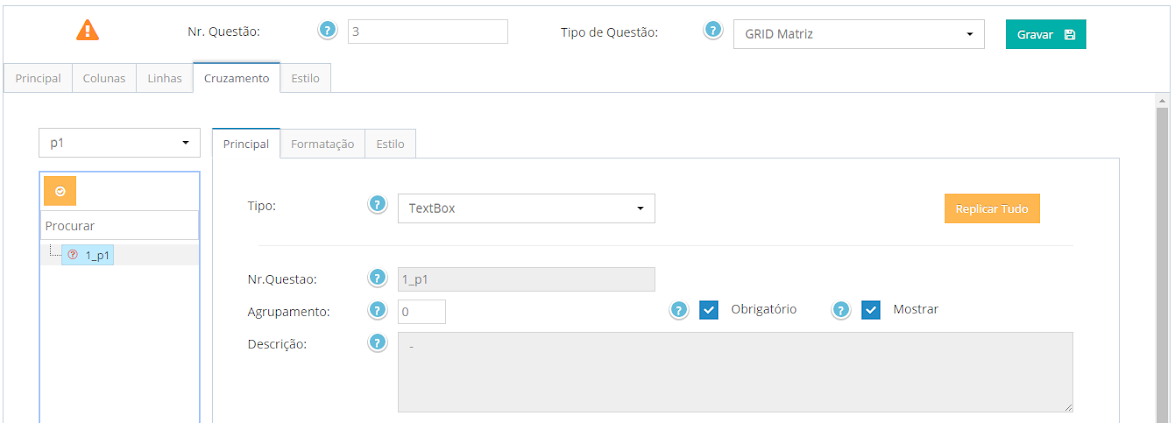 Nr. Questão: ? 3 Tipo de Questão: ? GRID Matriz Gravar
Principal Colunas Linhas Cruzamento Estilo
p1 Principal Formatação Estilo
Tipo: ? TextBox Replicar Tudo
Procurar
? 1_p1
Nr.Questao: ? 1_p1
Agrupamento: ? 0 ? Obrigatório ? Mostrar
Descrição: ? -